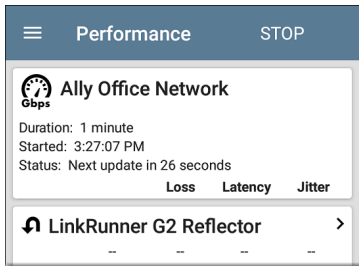 Performance STOP
Gbps
Ally Office Network
Duration: 1 minute
Started: 3:27:07 PM
Status: Next update in 26 seconds
Loss Latency Jitter
LinkRunner G2 Reflector >
-- -- -- --